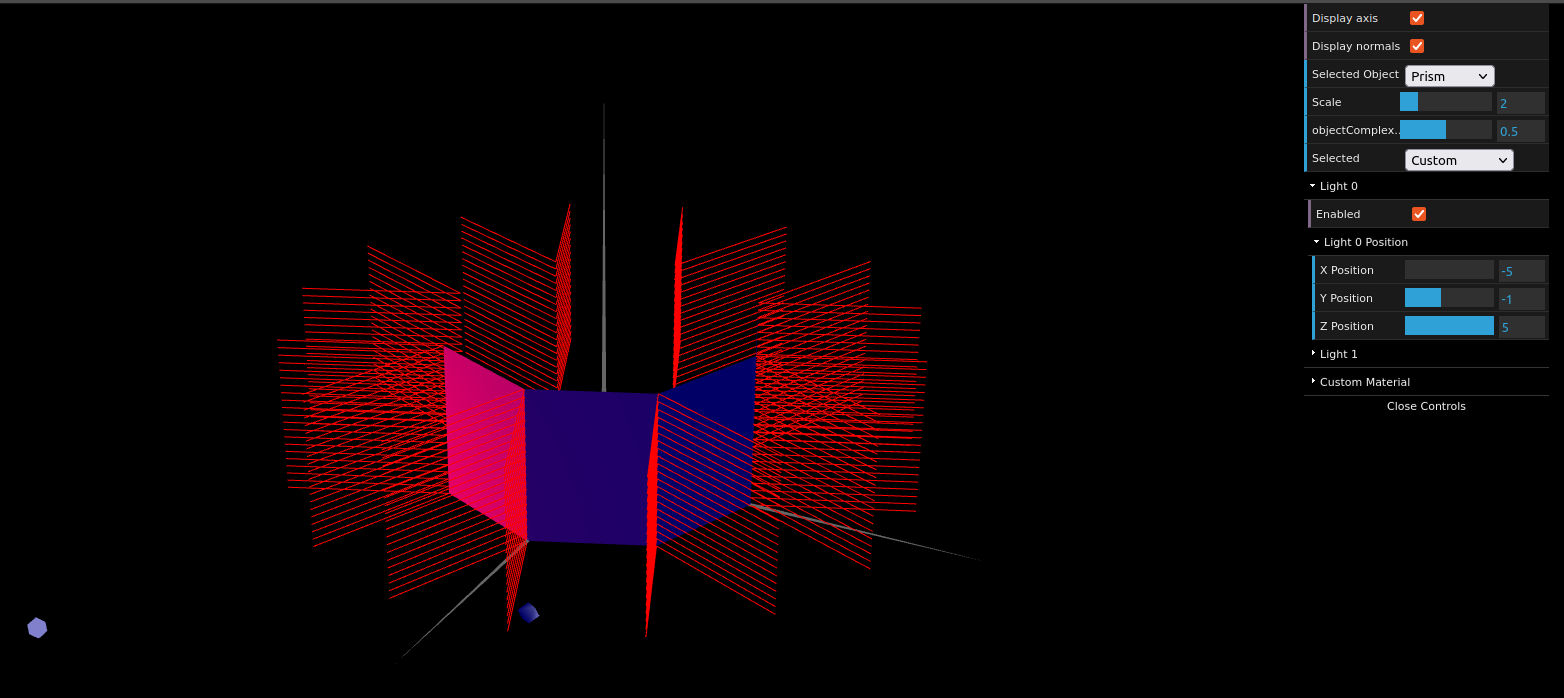 Display axis
Display normals
Selected Object Prism
Scale 2
objectComplex.. 0.5
Selected Custom
Light 0
Enabled
Light 0 Position
X Position -5
Y Position -1
Z Position 5
Light 1
Custom Material
Close Controls